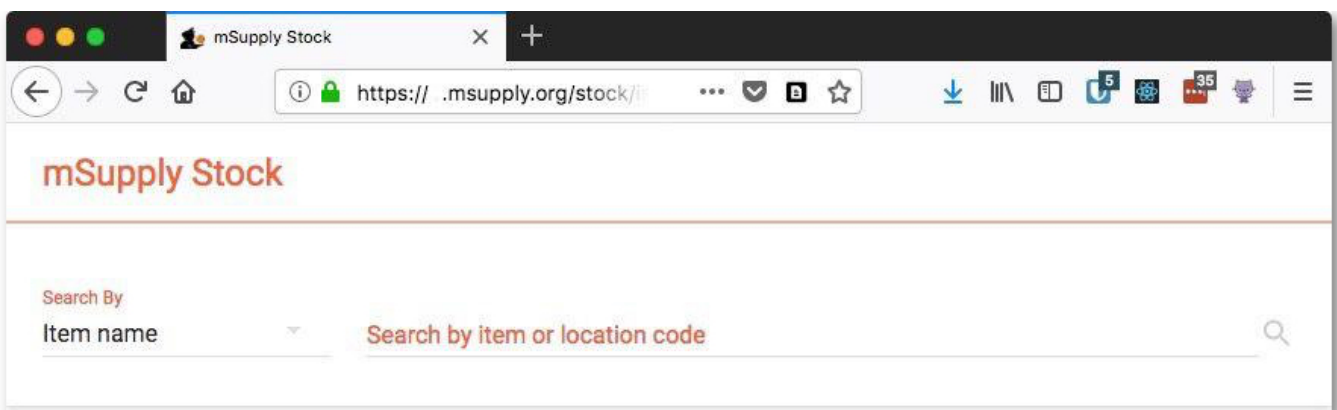 mSupply Stock
5
35
https:// .msupply.org/stock/
mSupply Stock
Search By
Item name
Search by item or location code